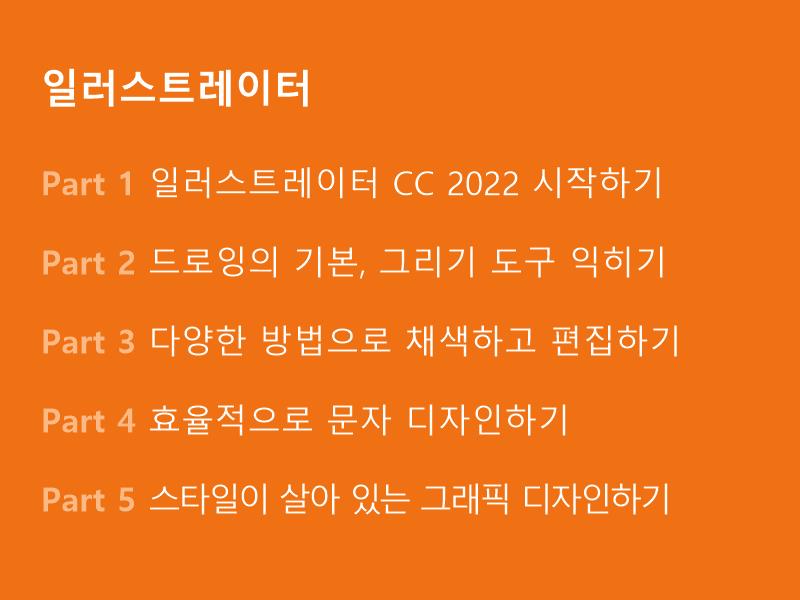 일러스트레이터
Part 1 일러스트레이터 CC 2022 시작하기
Part 2 드로잉의 기본, 그리기 도구 익히기
Part 3 다양한 방법으로 채색하고 편집하기
Part 4 효율적으로 문자 디자인하기
Part 5 스타일이 살아 있는 그래픽 디자인하기